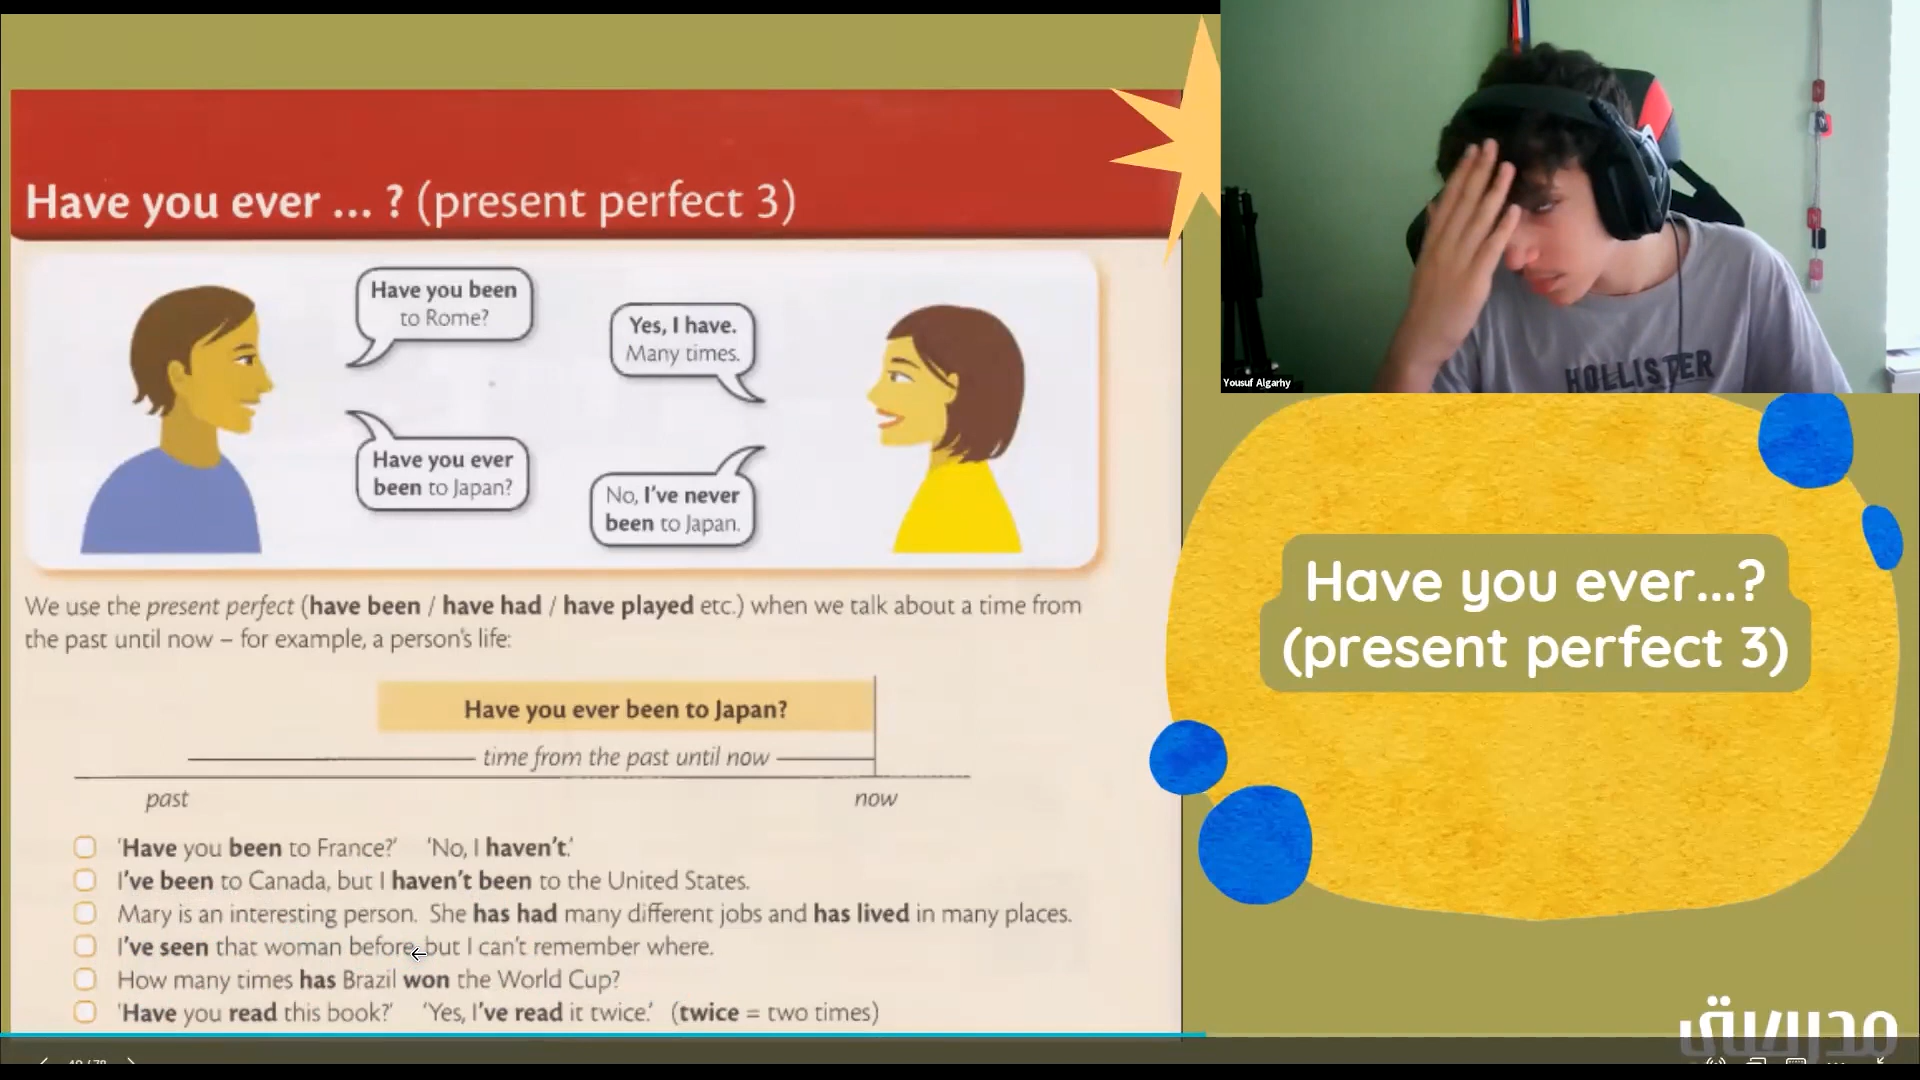 Have you ever ... ? (present perfect 3)
Have you been
to Rome?
Yes, I have.
Many times.
Have you ever
been to Japan?
No, I've never
been to Japan.
We use the present perfect (have been / have had / have played etc.) when we talk about a time from
the past until now – for example, a person's life:
Have you ever been to Japan?
time from the past until now
past
now
'Have you been to France?' 'No, I haven't.'
I've been to Canada, but I haven't been to the United States.
Mary is an interesting person. She has had many different jobs and has lived in many places.
I've seen that woman before, but I can't remember where.
How many times has Brazil won the World Cup?
'Have you read this book?' 'Yes, I've read it twice.' (twice = two times)
HOLLISTER
Yousuf Algarhy
Have you ever...?
(present perfect 3)
مدرستي